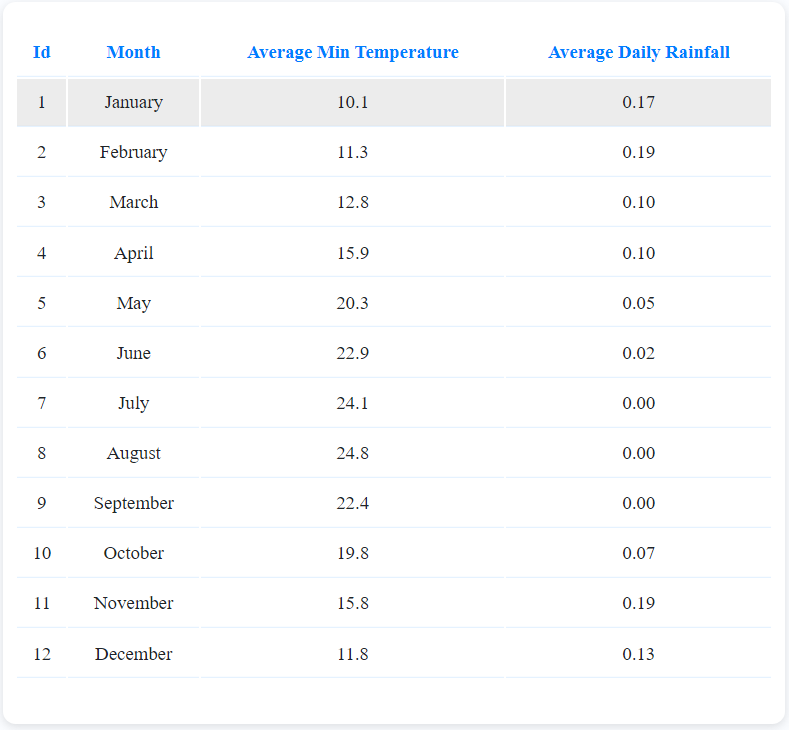 Id Month Average Min Temperature Average Daily Rainfall
1 January 10.1 0.17
2 February 11.3 0.19
3 March 12.8 0.10
4 April 15.9 0.10
5 May 20.3 0.05
6 June 22.9 0.02
7 July 24.1 0.00
8 August 24.8 0.00
9 September 22.4 0.00
10 October 19.8 0.07
11 November 15.8 0.19
12 December 11.8 0.13